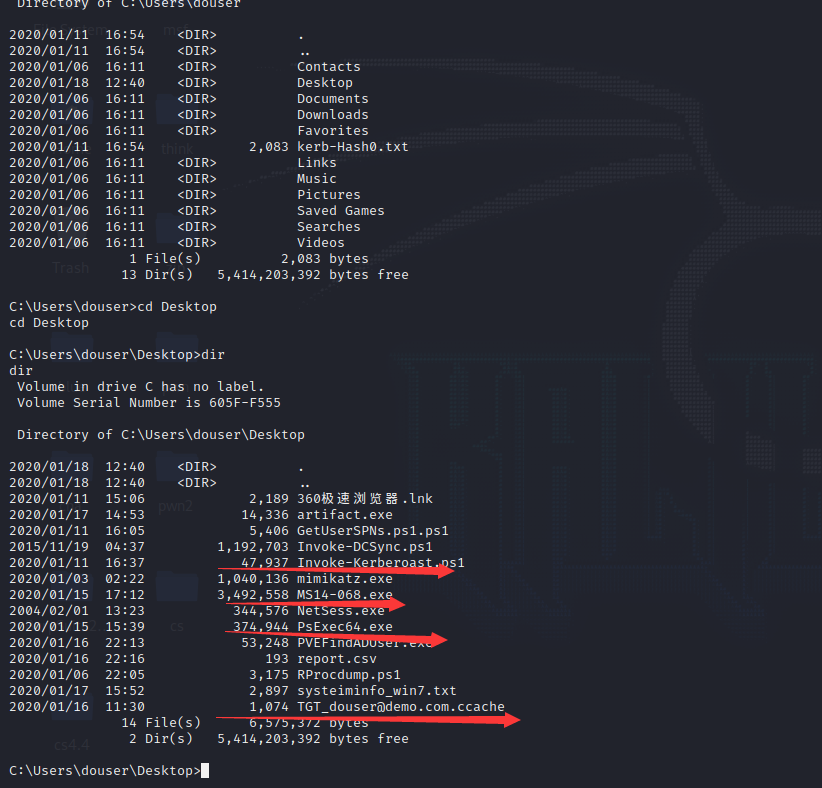 Directory of C:\Users\douser
2020/01/11  16:54    <DIR>          .
2020/01/11  16:54    <DIR>          ..
2020/01/06  16:11    <DIR>          Contacts
2020/01/18  12:40    <DIR>          Desktop
2020/01/06  16:11    <DIR>          Documents
2020/01/06  16:11    <DIR>          Downloads
2020/01/06  16:11    <DIR>          Favorites
2020/01/11  16:54             2,083 kerb-Hash0.txt
2020/01/06  16:11    <DIR>          Links
2020/01/06  16:11    <DIR>          Music
2020/01/06  16:11    <DIR>          Pictures
2020/01/06  16:11    <DIR>          Saved Games
2020/01/06  16:11    <DIR>          Searches
2020/01/06  16:11    <DIR>          Videos
1 File(s)          2,083 bytes
13 Dir(s)   5,414,203,392 bytes free
C:\Users\douser>cd Desktop
cd Desktop
C:\Users\douser\Desktop>dir
dir
Volume in drive C has no label.
Volume Serial Number is 605F-F555
Directory of C:\Users\douser\Desktop
2020/01/18  12:40    <DIR>          .
2020/01/18  12:40    <DIR>          ..
2020/01/11  15:06             2,189 360极速浏览器.lnk
2020/01/17  14:53            14,336 artifact.exe
2020/01/11  16:05             5,406 GetUserSPNs.ps1.ps1
2015/11/19  04:37         1,192,703 Invoke-DCSync.ps1
2020/01/11  16:37            47,937 Invoke-Kerberoast.ps1
2020/01/03  02:22         1,040,136 mimikatz.exe
2020/01/15  17:12         3,492,558 MS14-068.exe
2004/02/01  13:23           344,576 NetSess.exe
2020/01/15  15:39           374,944 PsExec64.exe
2020/01/16  22:13            53,248 PVEFindADUser.exe
2020/01/16  22:16               193 report.csv
2020/01/06  22:05             3,175 RProcdump.ps1
2020/01/17  15:52             2,897 systeiminfo_win7.txt
2020/01/16  11:30             1,074 TGT_douser@demo.com.ccache
14 File(s)      6,575,372 bytes
2 Dir(s)   5,414,203,392 bytes free
C:\Users\douser\Desktop>
think
Trash
pwn2
cs
cs4.4